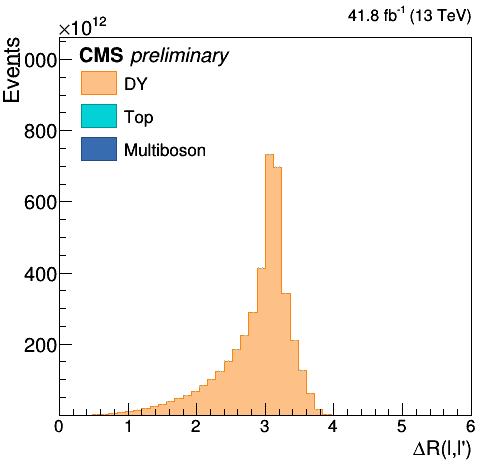 41.8 fb⁻¹ (13 TeV)
×10¹²
Events
CMS preliminary
DY
Top
Multiboson
1000
800
600
400
200
0 1 2 3 4 5 6
ΔR(l,l')